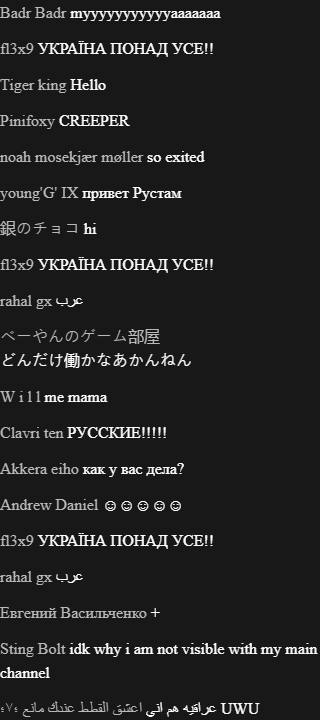 Badr Badr myyyyyyyyyyyaaaaaaa
fl3x9 УКРАЇНА ПОНАД УСЕ!!
Tiger king Hello
Pinifoxy CREEPER
noah mosekjær møller so exited
young'G' IX привет Рустам
銀のチョコ hi
fl3x9 УКРАЇНА ПОНАД УСЕ!!
rahal gx عرب
べーやんのゲーム部屋
どんだけ働かなあかんねん
W i l l me mama
Clavri ten РУССКИЕ!!!!!
Akkera eiho как у вас дела?
Andrew Daniel ☺☺☺☺☺
fl3x9 УКРАЇНА ПОНАД УСЕ!!
rahal gx عرب
Евгений Васильченко +
Sting Bolt idk why i am not visible with my main
channel
عراقيه هم اني اعشق القطط عندك مانع ؛٧؛ UWU